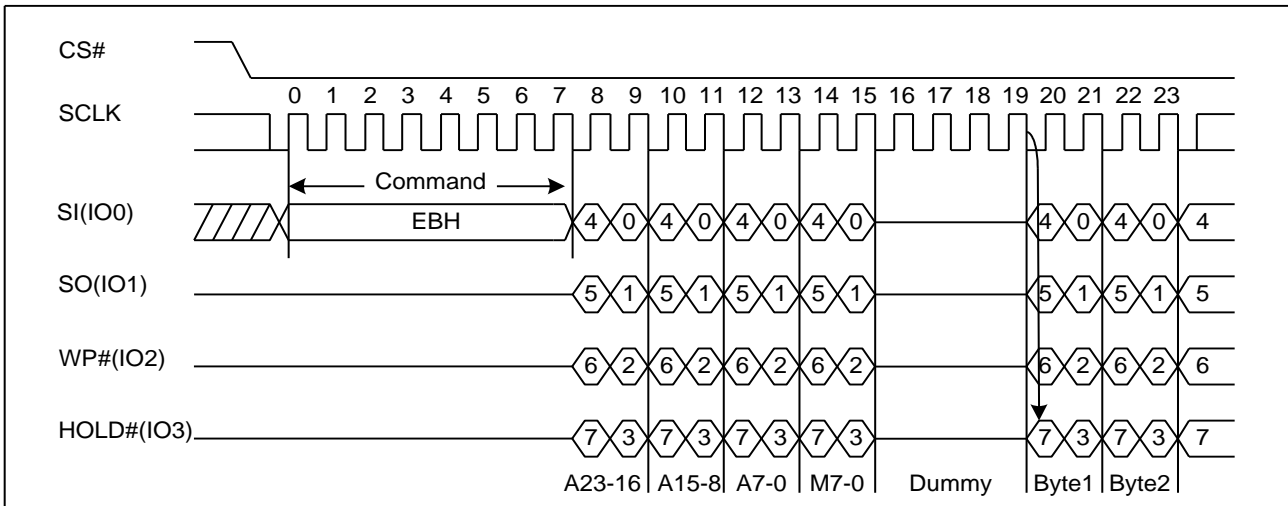 CS#
0 1 2 3 4 5 6 7 8 9 10 11 12 13 14 15 16 17 18 19 20 21 22 23
SCLK
Command
SI(IO0)
EBH
4 0 4 0 4 0 4 0 4 0 4 0 4
SO(IO1)
5 1 5 1 5 1 5 1 5 1 5 1 5
WP#(IO2)
6 2 6 2 6 2 6 2 6 2 6 2 6
HOLD#(IO3)
7 3 7 3 7 3 7 3 7 3 7 3 7
A23-16 A15-8 A7-0 M7-0 Dummy Byte1 Byte2